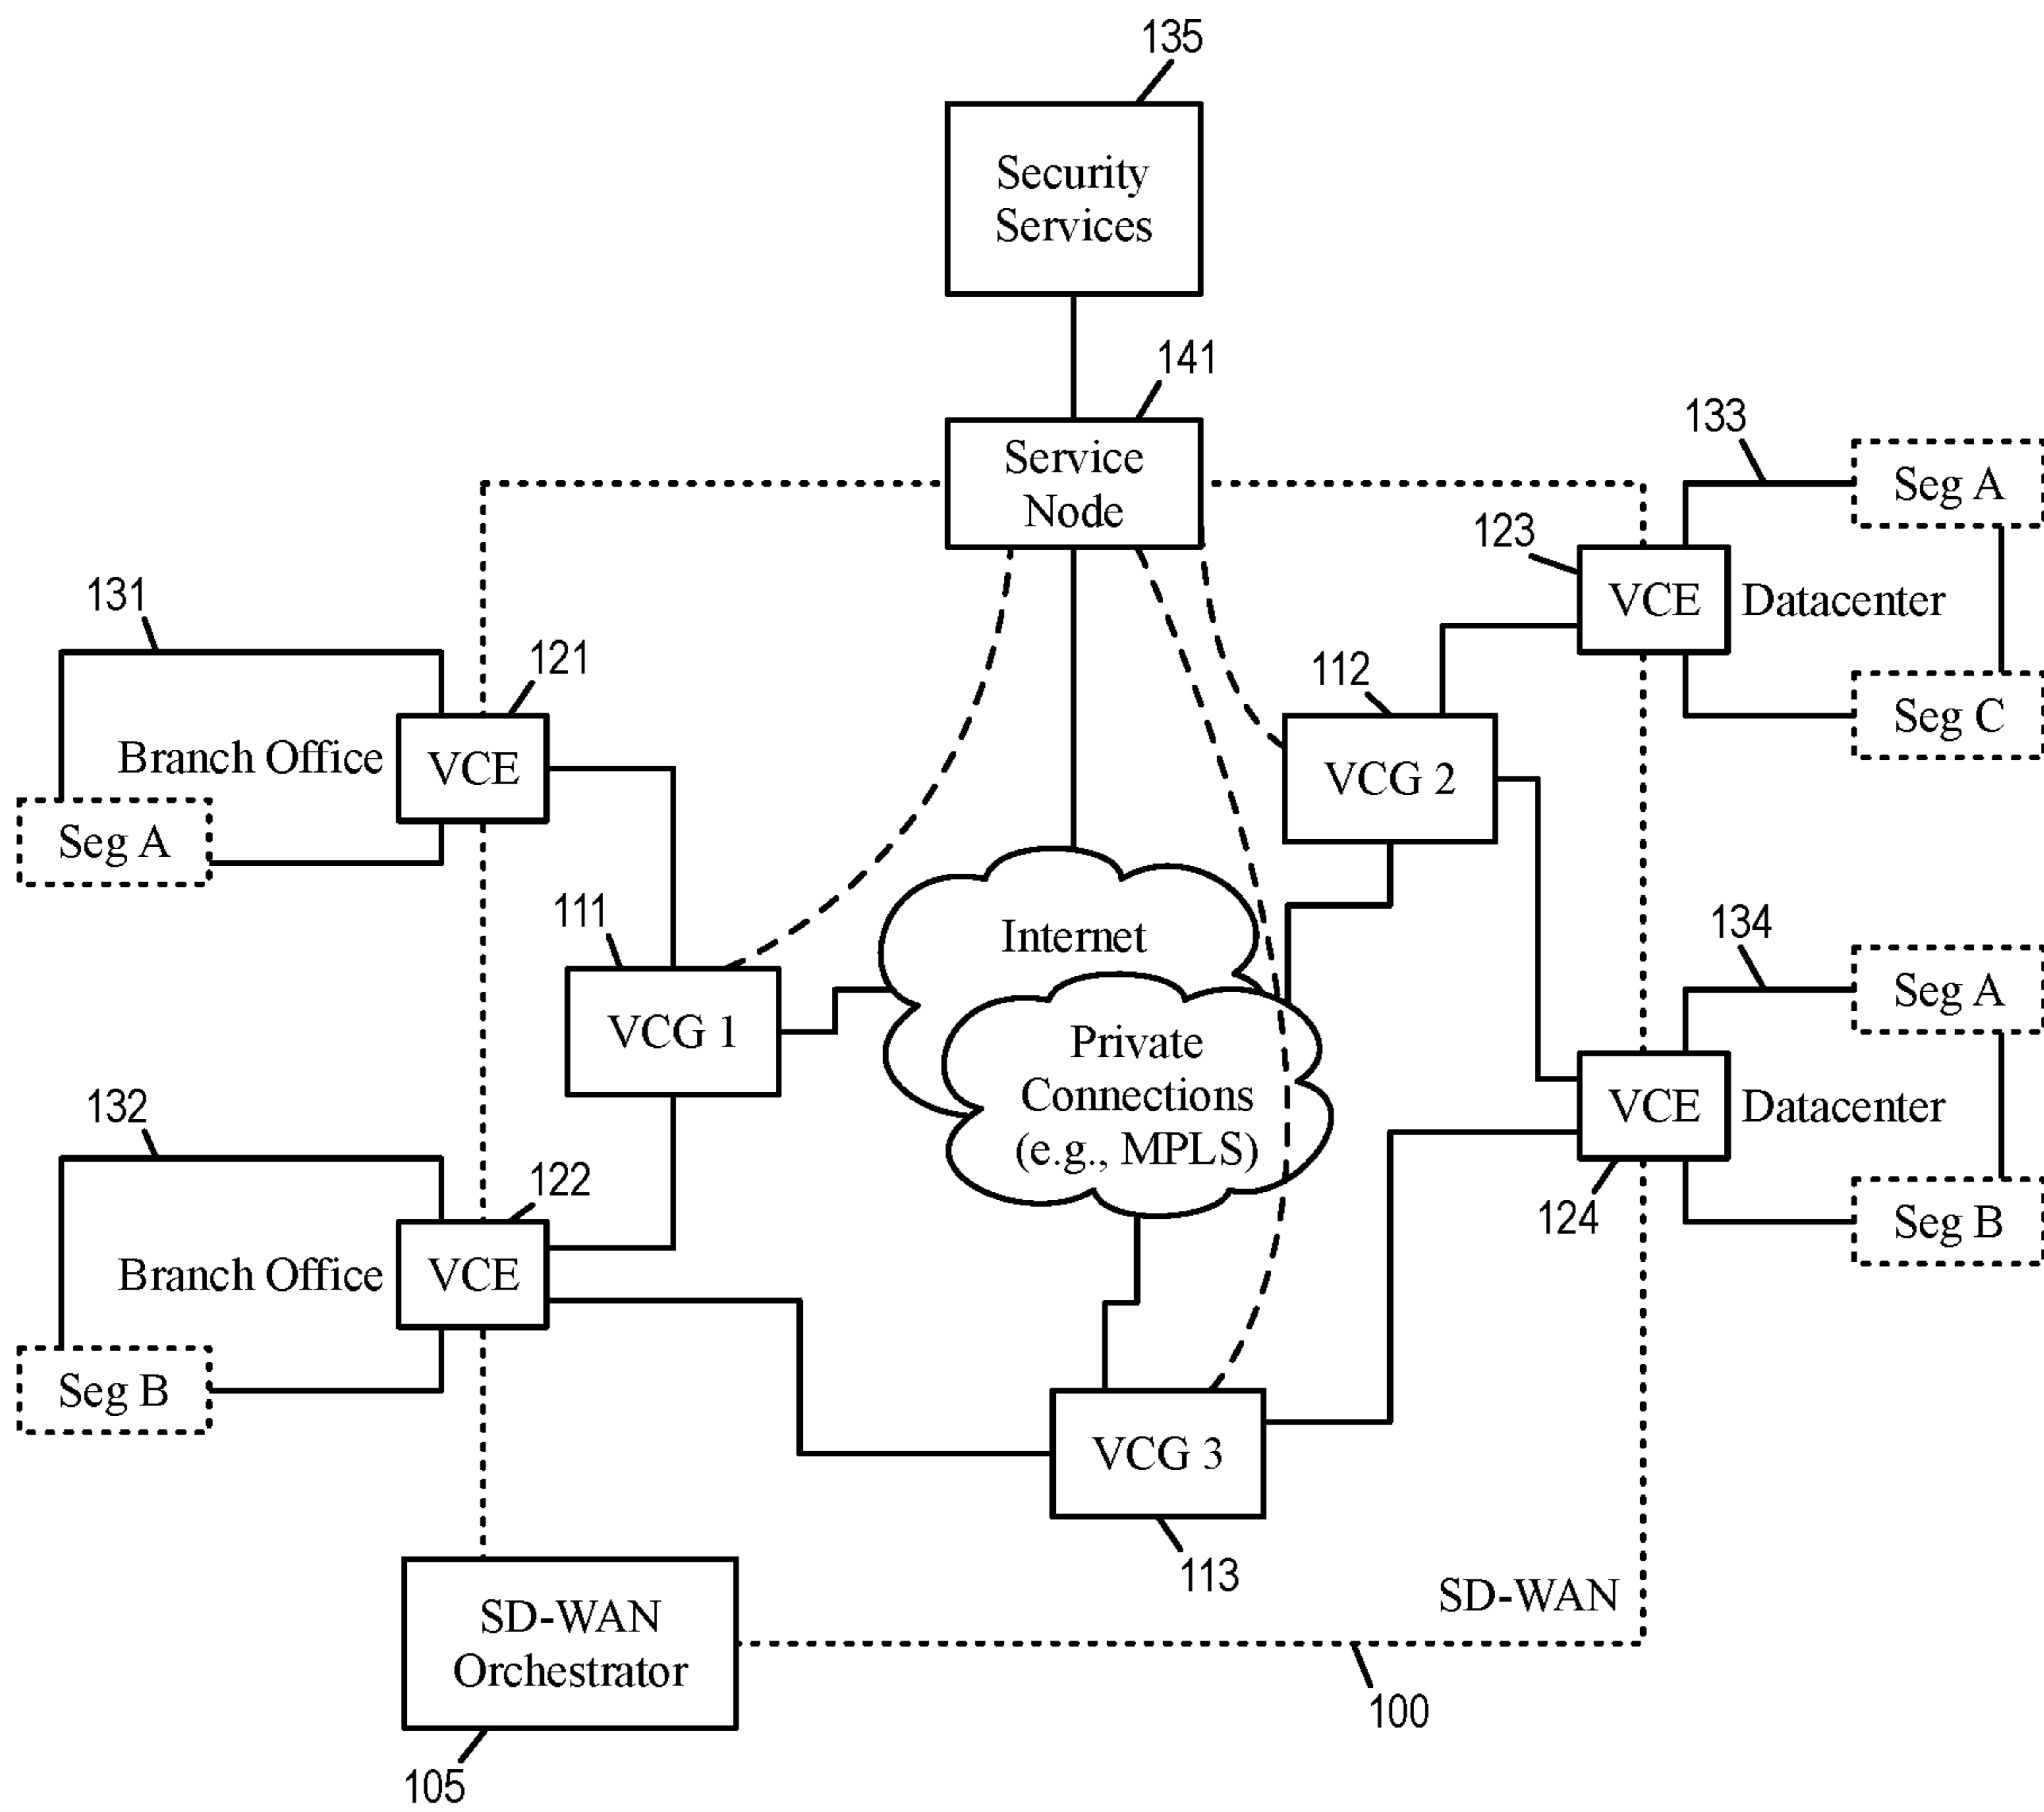 135
Security
Services
141
Service
Node
133
Seg A
123
VCE
Datacenter
131
121
112
Seg C
Branch Office
VCE
VCG 2
Seg A
111
Internet
134
Seg A
VCG 1
Private
Connections
(e.g., MPLS)
132
VCE
Datacenter
122
124
Seg B
Branch Office
VCE
Seg B
VCG 3
113
SD-WAN
SD-WAN
Orchestrator
100
105